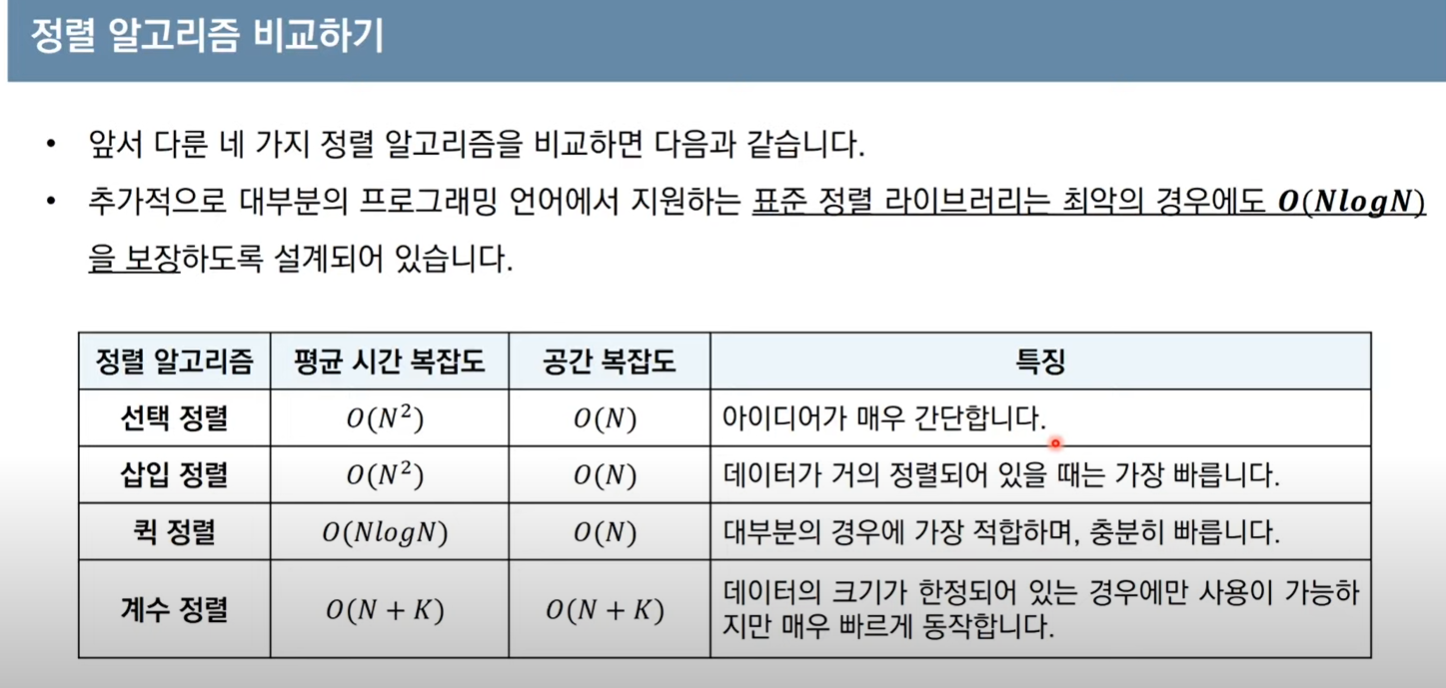 정렬 알고리즘 비교하기
• 앞서 다룬 네 가지 정렬 알고리즘을 비교하면 다음과 같습니다.
• 추가적으로 대부분의 프로그래밍 언어에서 지원하는 표준 정렬 라이브러리는 최악의 경우에도 O(NlogN)
을 보장하도록 설계되어 있습니다.
정렬 알고리즘 평균 시간 복잡도 공간 복잡도 특징
선택 정렬 O(N²) O(N) 아이디어가 매우 간단합니다.
삽입 정렬 O(N²) O(N) 데이터가 거의 정렬되어 있을 때는 가장 빠릅니다.
퀵 정렬 O(NlogN) O(N) 대부분의 경우에 가장 적합하며, 충분히 빠릅니다.
계수 정렬 O(N + K) O(N + K) 데이터의 크기가 한정되어 있는 경우에만 사용이 가능하
지만 매우 빠르게 동작합니다.